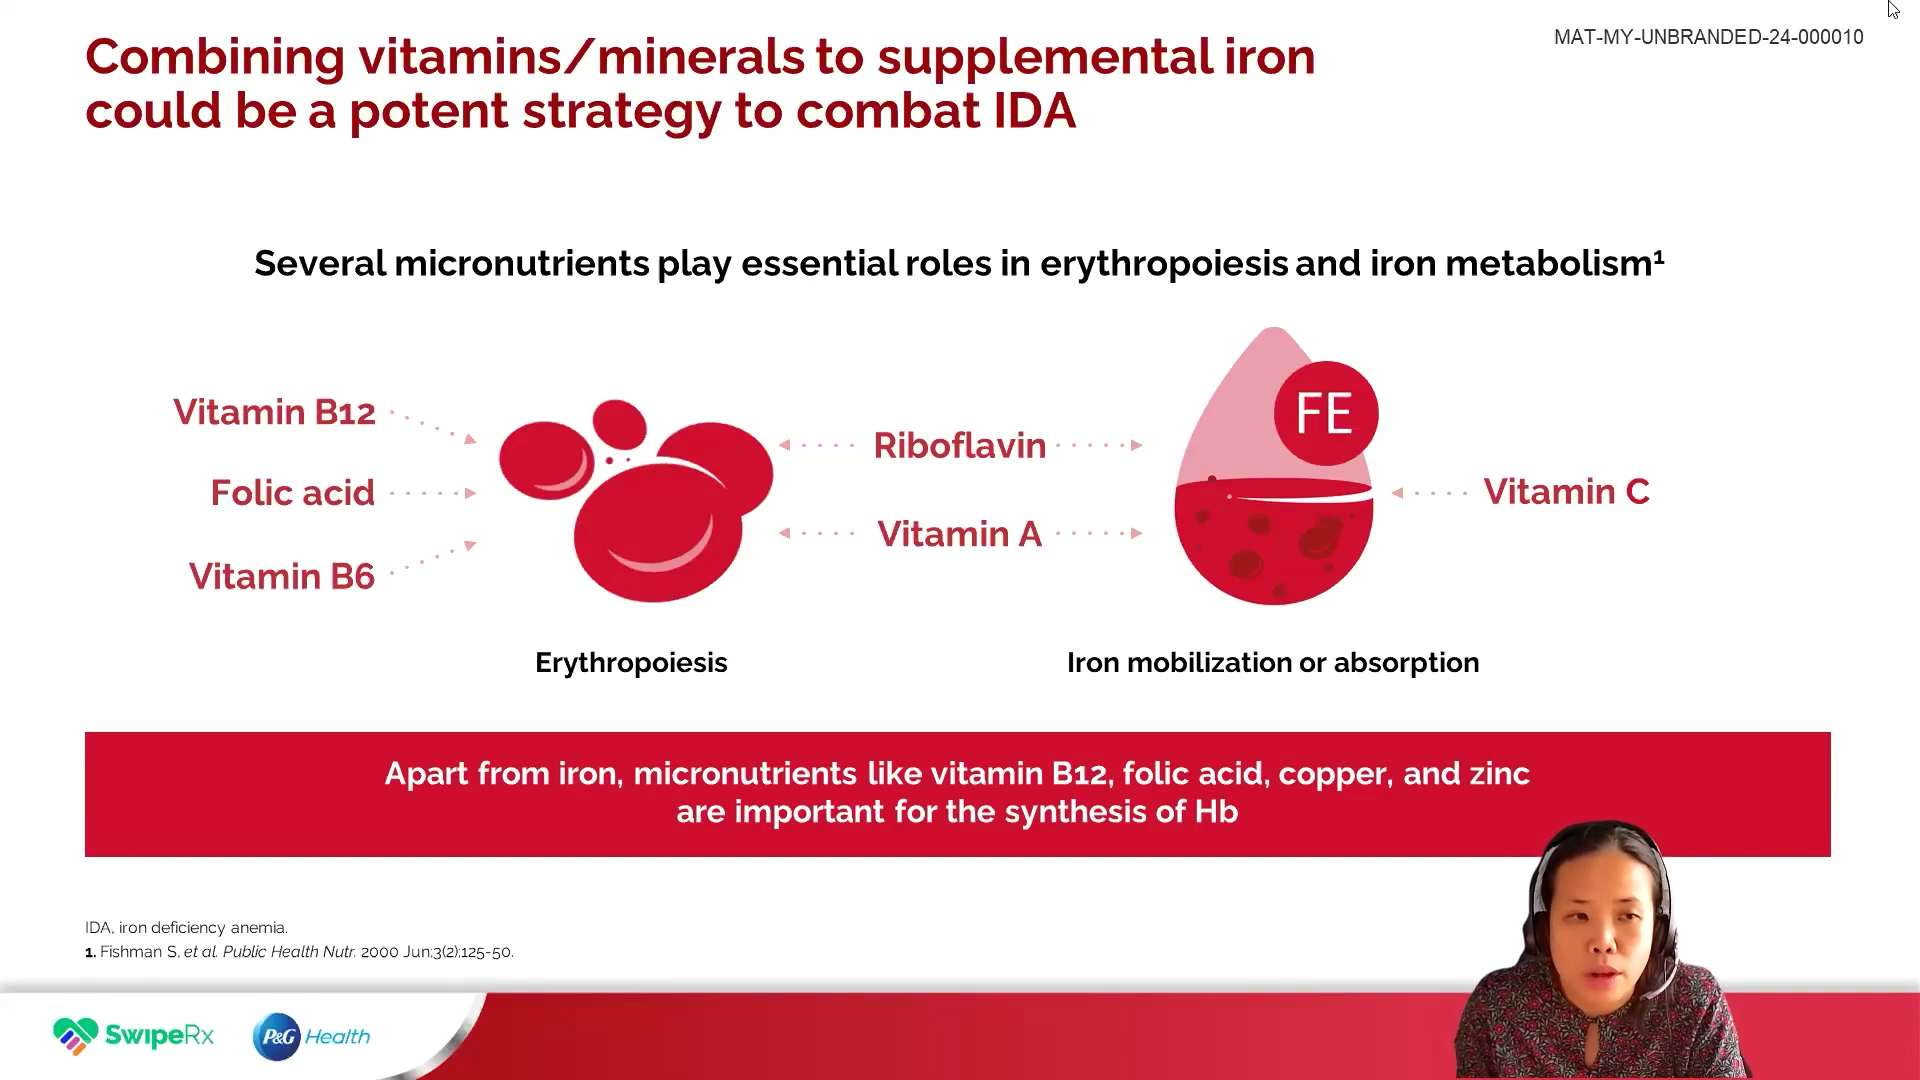 MAT-MY-UNBRANDED-24-000010
Combining vitamins/minerals to supplemental iron
could be a potent strategy to combat IDA
Several micronutrients play essential roles in erythropoiesis and iron metabolism¹
Vitamin B12
Folic acid
Vitamin B6
Riboflavin
Vitamin A
FE
Vitamin C
Erythropoiesis
Iron mobilization or absorption
Apart from iron, micronutrients like vitamin B12, folic acid, copper, and zinc
are important for the synthesis of Hb
IDA, iron deficiency anemia.
1. Fishman S, et al. Public Health Nutr. 2000 Jun;3(2):125-50.
SwipeRx
P&G Health